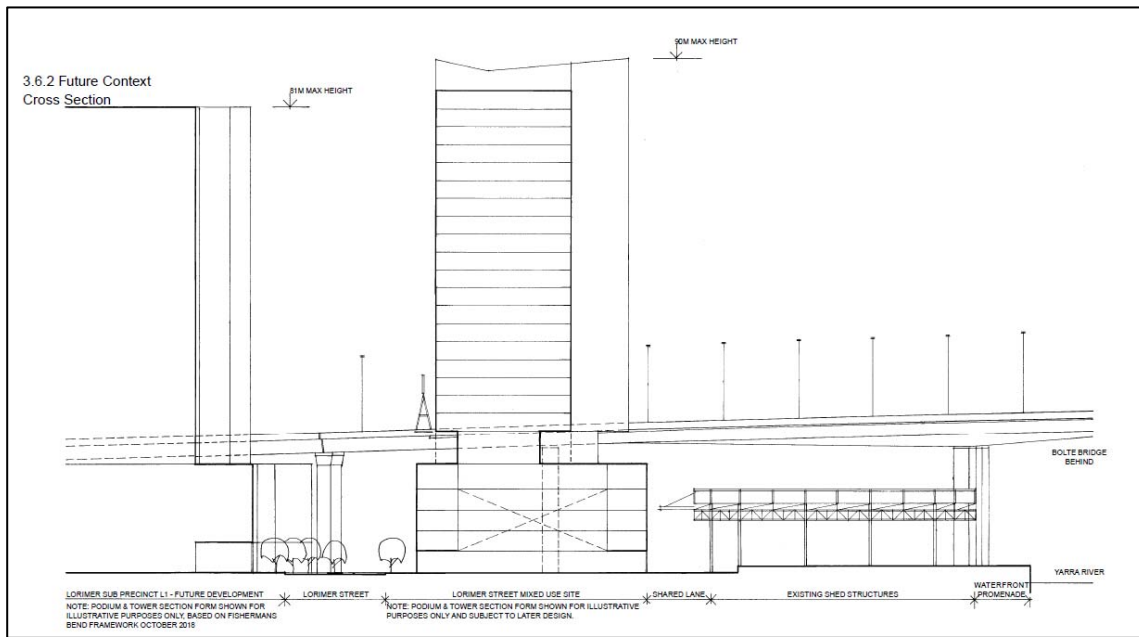 3.6.2 Future Context
Cross Section
81M MAX HEIGHT
90M MAX HEIGHT
BOLTE BRIDGE
BEHIND
YARRA RIVER
LORIMER SUB PRECINCT L1 - FUTURE DEVELOPMENT
NOTE: PODIUM & TOWER SECTION FORM SHOWN FOR
ILLUSTRATIVE PURPOSES ONLY, BASED ON FISHERMANS
BEND FRAMEWORK OCTOBER 2018
LORIMER STREET
LORIMER STREET MIXED USE SITE
NOTE: PODIUM & TOWER SECTION FORM SHOWN FOR ILLUSTRATIVE
PURPOSES ONLY AND SUBJECT TO LATER DESIGN.
SHARED LANE
EXISTING SHED STRUCTURES
WATERFRONT
PROMENADE